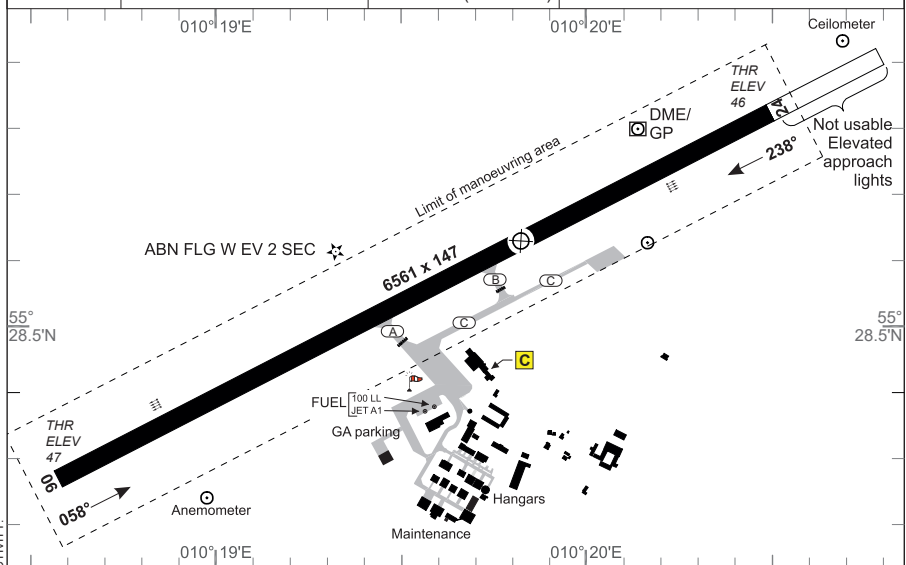 010° 19'E
010° 20'E
Ceilometer
THR
ELEV
46
24
DME/
GP
Not usable
Elevated
approach
lights
238°
Limit of manoeuvring area
ABN FLG W EV 2 SEC
6561 x 147
B
C
A
C
55°
28.5'N
55°
28.5'N
C
FUEL
100 LL
JET A1
GA parking
THR
ELEV
47
06
058°
Anemometer
Hangars
Maintenance
010° 19'E
010° 20'E